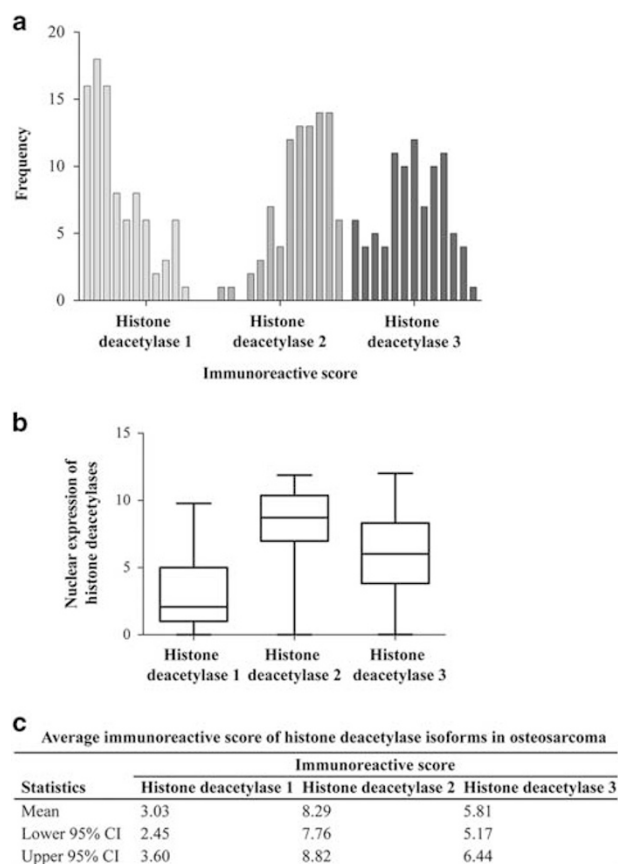 a
20
15
10
5
0
Frequency
Histone
deacetylase 1
Histone
deacetylase 2
Histone
deacetylase 3
Immunoreactive score
b
15
10
5
0
Nuclear expression of
histone deacetylases
Histone
deacetylase 1
Histone
deacetylase 2
Histone
deacetylase 3
c
Average immunoreactive score of histone deacetylase isoforms in osteosarcoma
Immunoreactive score
Statistics Histone deacetylase 1 Histone deacetylase 2 Histone deacetylase 3
Mean 3.03 8.29 5.81
Lower 95% CI 2.45 7.76 5.17
Upper 95% CI 3.60 8.82 6.44